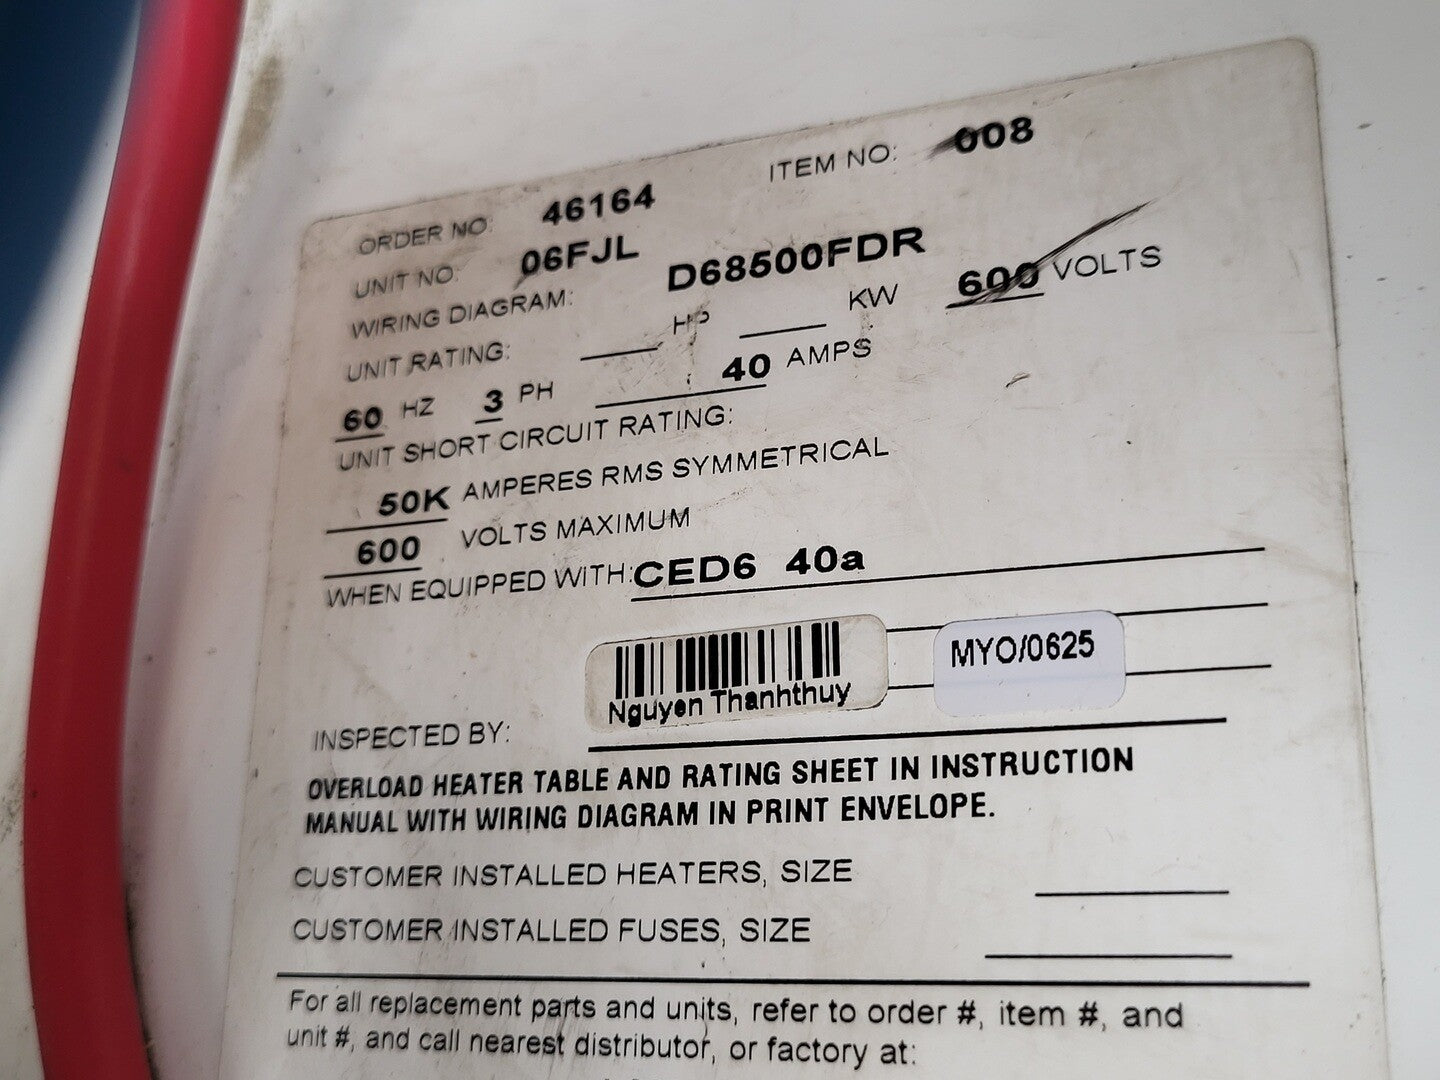 ORDER NO: 46164 ITEM NO: 008
UNIT NO: 06FJL
WIRING DIAGRAM: D68500FDR
UNIT RATING: HP KW 600 VOLTS
60 HZ 3 PH 40 AMPS
UNIT SHORT CIRCUIT RATING:
50K AMPERES RMS SYMMETRICAL
600 VOLTS MAXIMUM
WHEN EQUIPPED WITH: CED6 40a
MYO/0625
Nguyen Thanhthuy
INSPECTED BY:
OVERLOAD HEATER TABLE AND RATING SHEET IN INSTRUCTION
MANUAL WITH WIRING DIAGRAM IN PRINT ENVELOPE.
CUSTOMER INSTALLED HEATERS, SIZE
CUSTOMER INSTALLED FUSES, SIZE
For all replacement parts and units, refer to order #, item #, and
unit #, and call nearest distributor, or factory at: